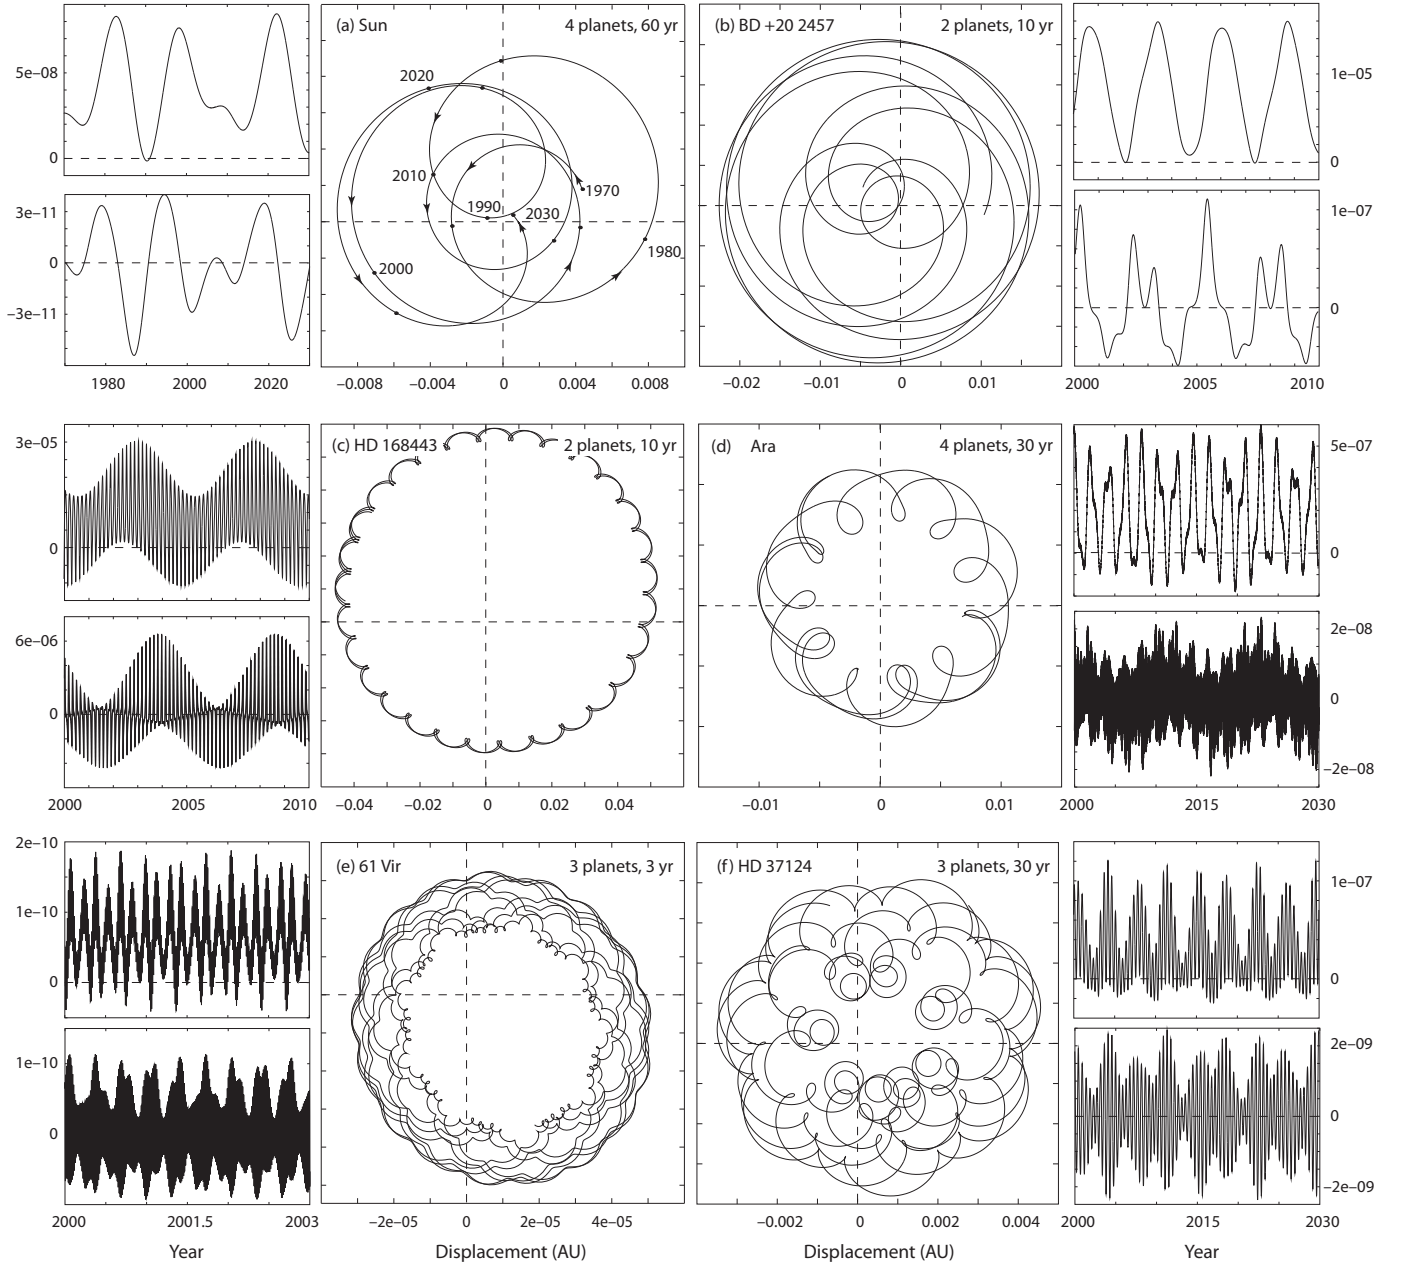 (a) Sun
4 planets, 60 yr
5e−08
0
3e−11
0
−3e−11
1980
2000
2020
2020
2010
1990
2030
1970
1980
2000
−0.008
−0.004
0
0.004
0.008
(b) BD +20 2457
2 planets, 10 yr
−0.02
−0.01
0
0.01
1e−05
0
1e−07
0
2000
2005
2010
3e−05
0
6e−06
0
2000
2005
2010
(c) HD 168443
2 planets, 10 yr
−0.04
−0.02
0
0.02
0.04
(d) Ara
4 planets, 30 yr
−0.01
0
0.01
5e−07
0
2e−08
0
−2e−08
2000
2015
2030
2e−10
1e−10
0
1e−10
0
2000
2001.5
2003
Year
(e) 61 Vir
3 planets, 3 yr
−2e−05
0
2e−05
4e−05
Displacement (AU)
(f) HD 37124
3 planets, 30 yr
−0.002
0
0.002
0.004
Displacement (AU)
1e−07
0
2e−09
0
−2e−09
2000
2015
2030
Year